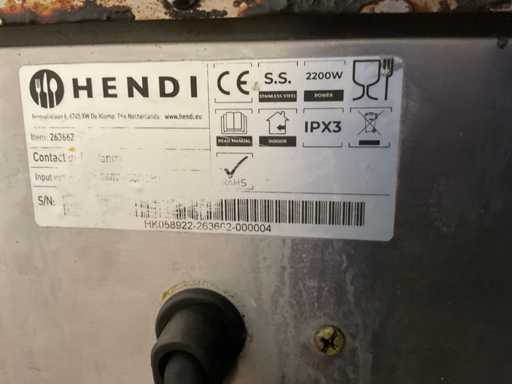 HENDI
6, 6745 XW De Klomp, The Netherlands www.hendi.eu
Item: 263662
Contact
Input
S/N:
HK058922-263662-000004
CE
S.S.
STAINLESS STEEL
2200W
POWER
READ MANUAL
INDOOR
IPX3
RoHS